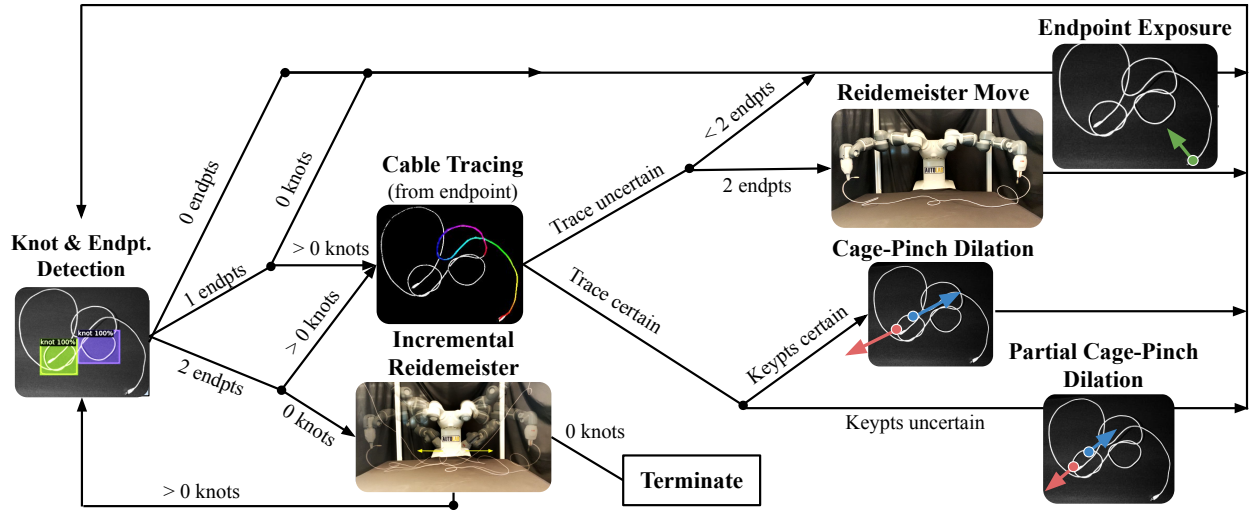 Endpoint Exposure
Reidemeister Move
< 2 endpts
2 endpts
0 endpts
0 knots
Cable Tracing
(from endpoint)
Trace uncertain
Knot & Endpt.
Detection
knot 100%
knot 100%
1 endpts
> 0 knots
> 0 knots
2 endpts
0 knots
Incremental
Reidemeister
Trace certain
Cage-Pinch Dilation
Keypts certain
Partial Cage-Pinch
Dilation
Keypts uncertain
0 knots
Terminate
> 0 knots